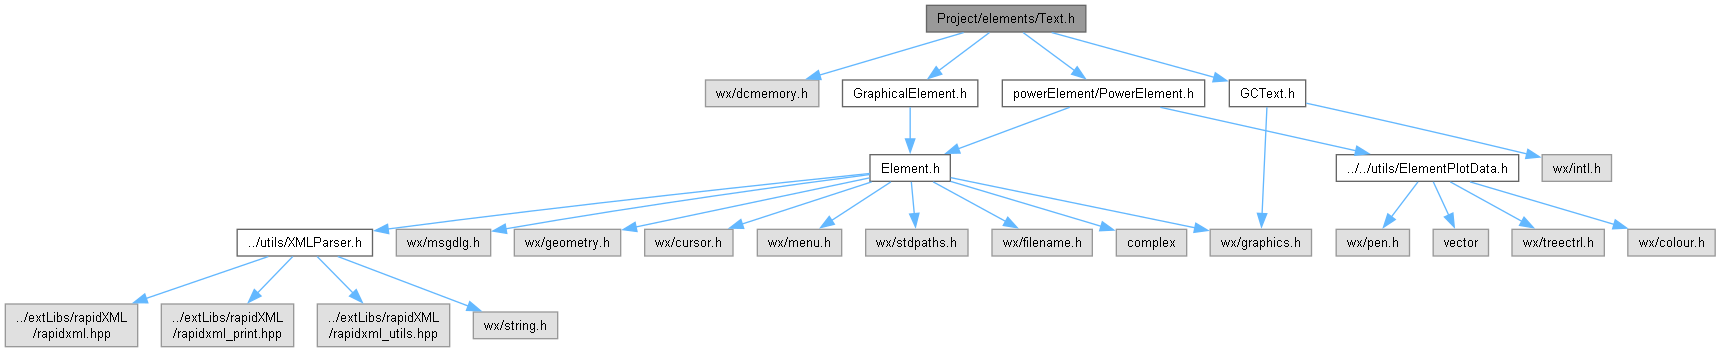 Project/elements/Text.h
wx/dcmemory.h
GraphicalElement.h
powerElement/PowerElement.h
GCText.h
Element.h
../../utils/ElementPlotData.h
wx/intl.h
../utils/XMLParser.h
wx/msgdlg.h
wx/geometry.h
wx/cursor.h
wx/menu.h
wx/stdpaths.h
wx/filename.h
complex
wx/graphics.h
wx/pen.h
vector
wx/treectrl.h
wx/colour.h
../extLibs/rapidXML
/rapidxml.hpp
../extLibs/rapidXML
/rapidxml_print.hpp
../extLibs/rapidXML
/rapidxml_utils.hpp
wx/string.h